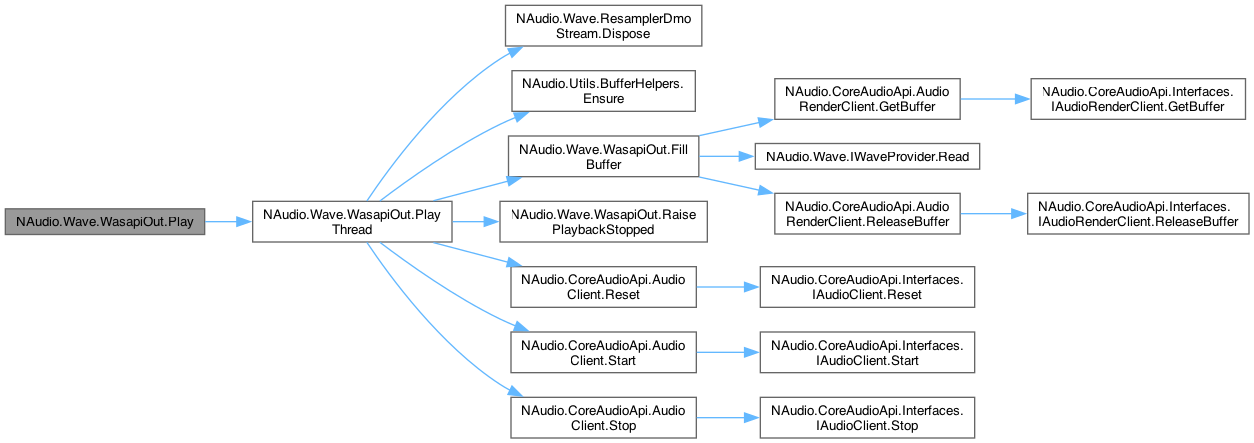 NAudio.Wave.WasapiOut.Play
NAudio.Wave.WasapiOut.Play
Thread
NAudio.Wave.ResamplerDmo
Stream.Dispose
NAudio.Utils.BufferHelpers.
Ensure
NAudio.Wave.WasapiOut.Fill
Buffer
NAudio.CoreAudioApi.Audio
RenderClient.GetBuffer
NAudio.CoreAudioApi.Interfaces.
IAudioRenderClient.GetBuffer
NAudio.Wave.IWaveProvider.Read
NAudio.CoreAudioApi.Audio
RenderClient.ReleaseBuffer
NAudio.CoreAudioApi.Interfaces.
IAudioRenderClient.ReleaseBuffer
NAudio.Wave.WasapiOut.Raise
PlaybackStopped
NAudio.CoreAudioApi.Audio
Client.Reset
NAudio.CoreAudioApi.Interfaces.
IAudioClient.Reset
NAudio.CoreAudioApi.Audio
Client.Start
NAudio.CoreAudioApi.Interfaces.
IAudioClient.Start
NAudio.CoreAudioApi.Audio
Client.Stop
NAudio.CoreAudioApi.Interfaces.
IAudioClient.Stop